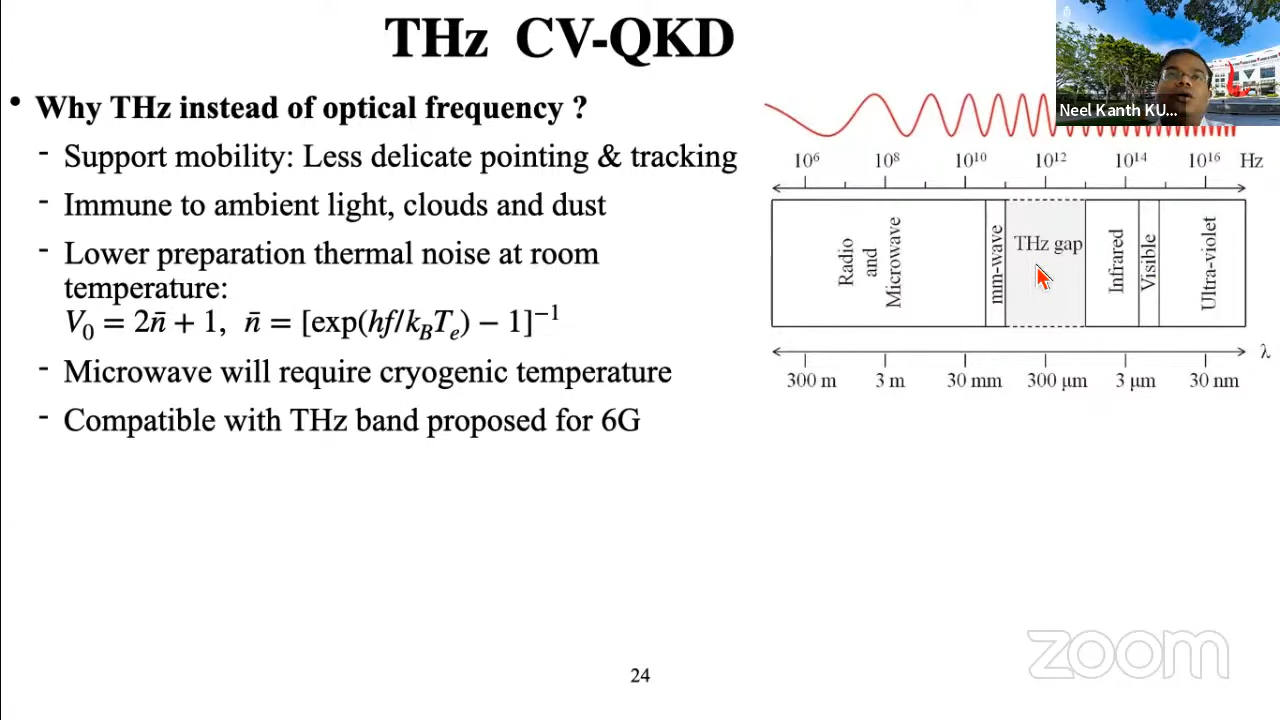 THz CV-QKD
• Why THz instead of optical frequency ?
- Support mobility: Less delicate pointing & tracking
- Immune to ambient light, clouds and dust
- Lower preparation thermal noise at room
temperature:
V₀ = 2n̄ + 1, n̄ = [exp(hf/k_BT_e) − 1]⁻¹
- Microwave will require cryogenic temperature
- Compatible with THz band proposed for 6G
Neel Kanth KU...
10⁶ 10⁸ 10¹⁰ 10¹² 10¹⁴ 10¹⁶ Hz
Radio
and
Microwave
mm-wave
THz gap
Infrared
Visible
Ultra-violet
λ
300 m 3 m 30 mm 300 μm 3 μm 30 nm
zoom
24